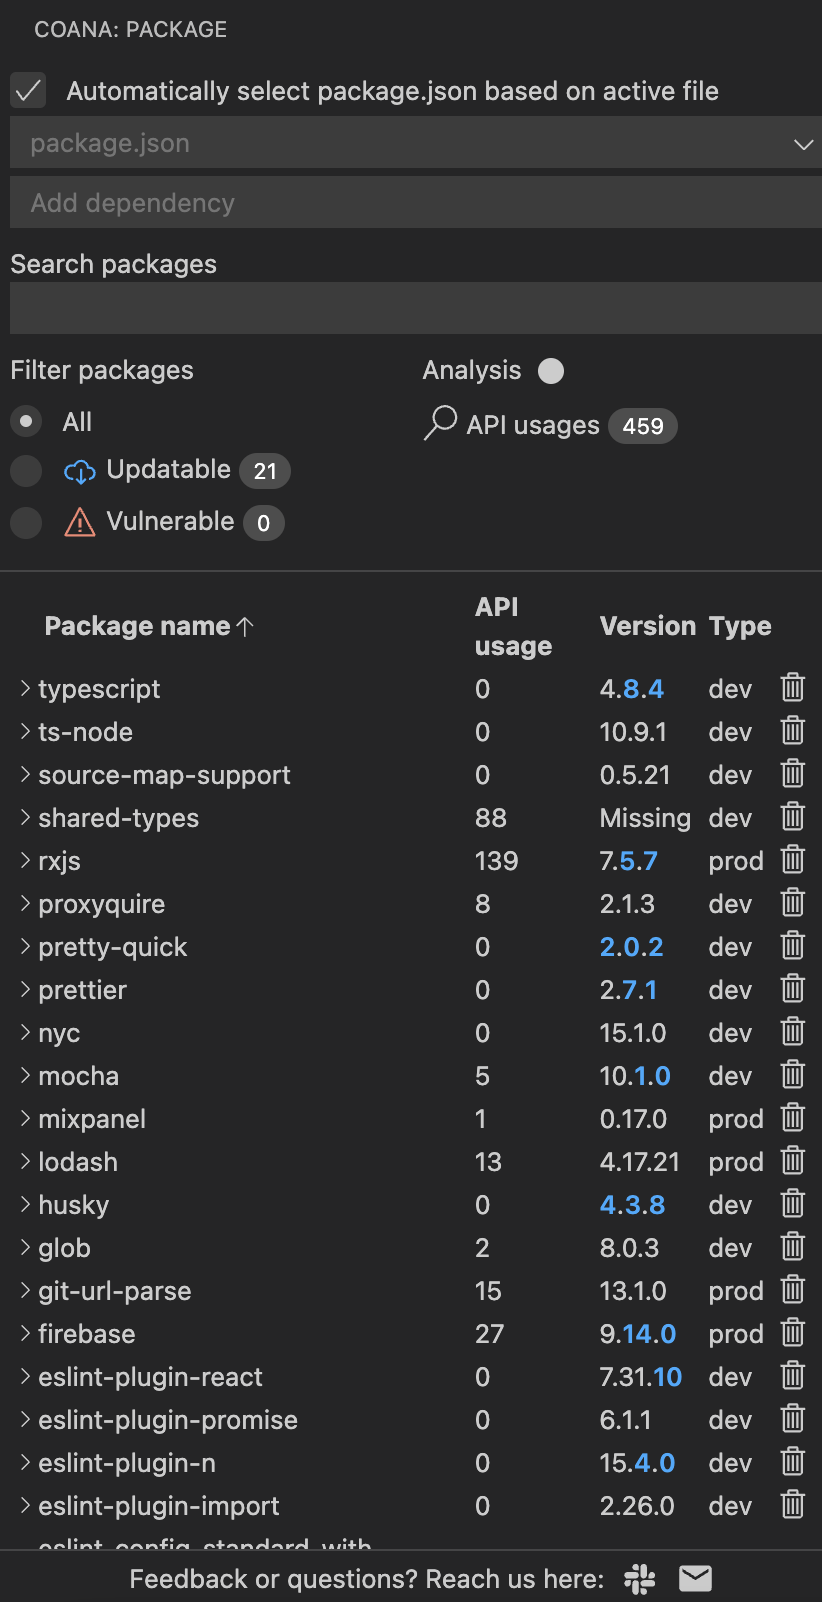 COANA: PACKAGE
Automatically select package.json based on active file
package.json
Add dependency
Search packages
Filter packages
All
Updatable 21
Vulnerable 0
Analysis
API usages 459
Package name API usage Version Type
typescript 0 4.8.4 dev
ts-node 0 10.9.1 dev
source-map-support 0 0.5.21 dev
shared-types 88 Missing dev
rxjs 139 7.5.7 prod
proxyquire 8 2.1.3 dev
pretty-quick 0 2.0.2 dev
prettier 0 2.7.1 dev
nyc 0 15.1.0 dev
mocha 5 10.1.0 dev
mixpanel 1 0.17.0 prod
lodash 13 4.17.21 prod
husky 0 4.3.8 dev
glob 2 8.0.3 dev
git-url-parse 15 13.1.0 prod
firebase 27 9.14.0 prod
eslint-plugin-react 0 7.31.10 dev
eslint-plugin-promise 0 6.1.1 dev
eslint-plugin-n 0 15.4.0 dev
eslint-plugin-import 0 2.26.0 dev
eslint-config-standard-with
Feedback or questions? Reach us here: